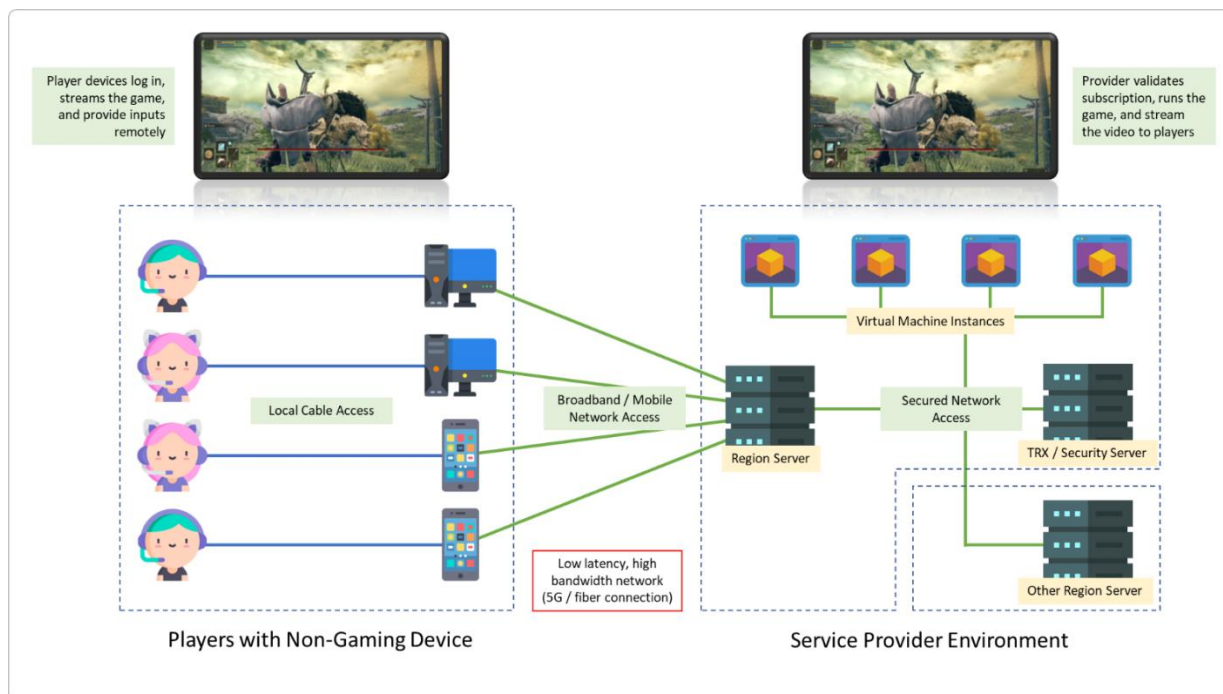 Player devices log in,
streams the game,
and provide inputs
remotely
Provider validates
subscription, runs the
game, and stream
the video to players
Virtual Machine Instances
Local Cable Access
Broadband / Mobile
Network Access
Secured Network
Access
Region Server
TRX / Security Server
Low latency, high
bandwidth network
(5G / fiber connection)
Other Region Server
Players with Non-Gaming Device
Service Provider Environment